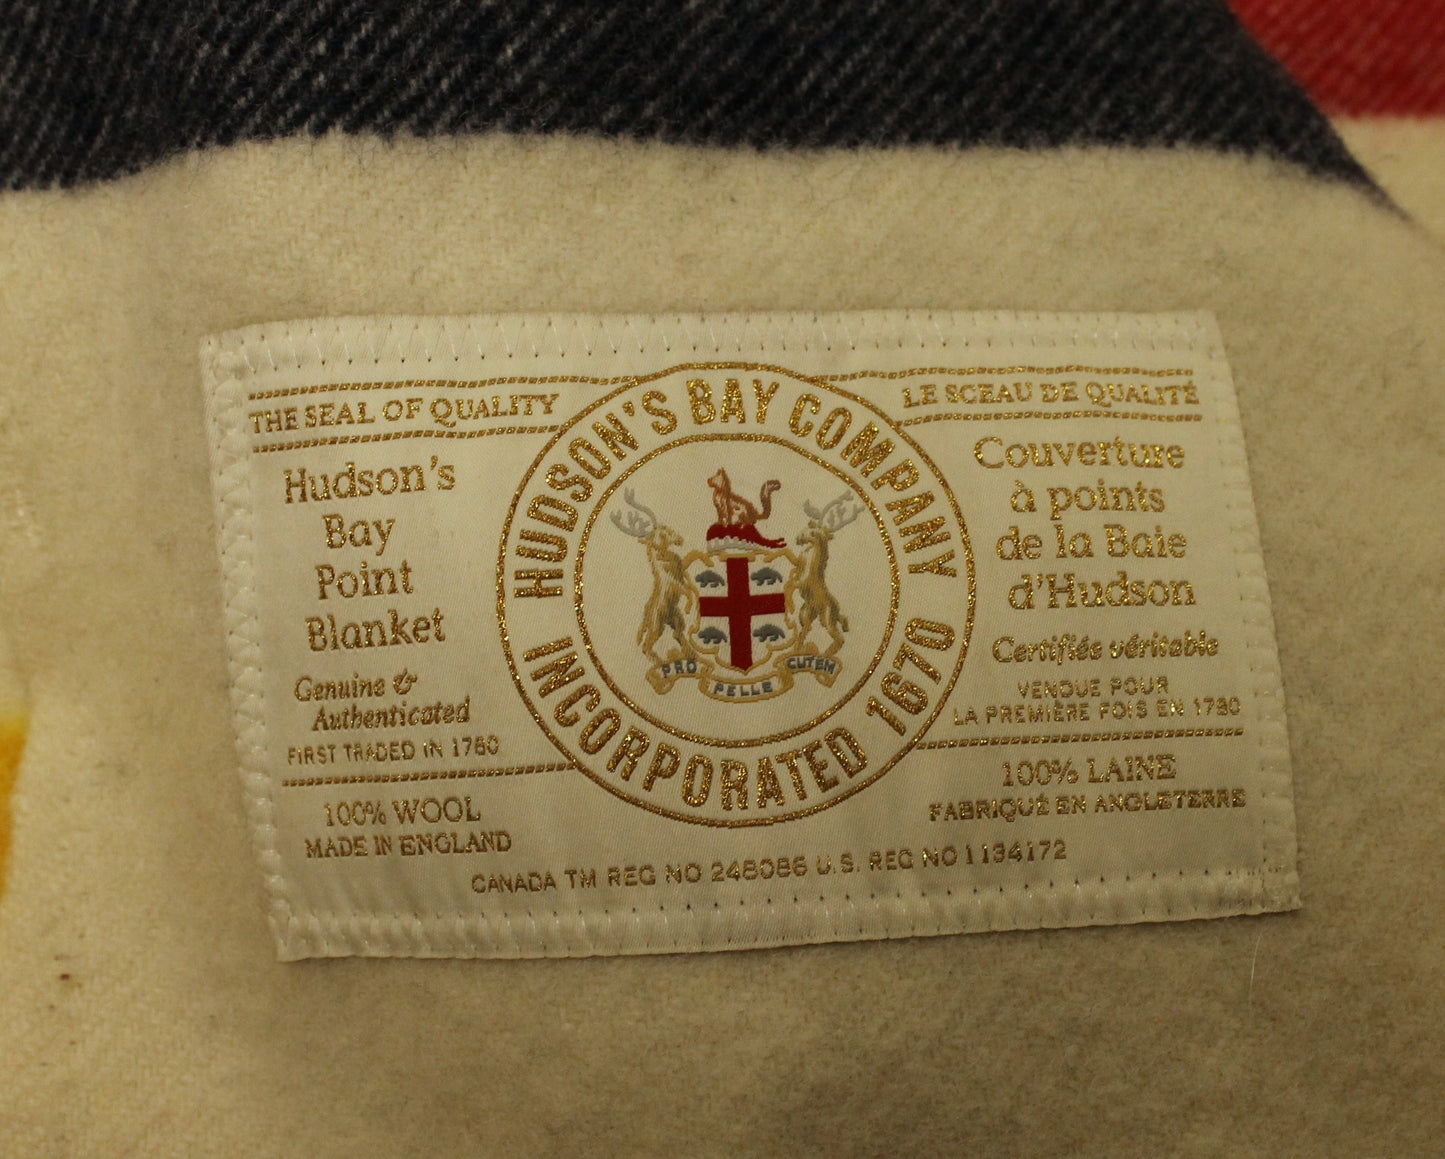 THE SEAL OF QUALITY
Hudson's
Bay
Point
Blanket
Genuine &
Authenticated
FIRST TRADED IN 1780
100% WOOL
MADE IN ENGLAND
HUDSON'S BAY COMPANY
INCORPORATED 1670
PRO PELLE CUTEM
LE SCEAU DE QUALITÉ
Couverture
à points
de la Baie
d'Hudson
Certifiés véritable
VENDUE POUR
LA PREMIÈRE FOIS EN 1780
100% LAINE
FABRIQUÉ EN ANGLETERRE
CANADA TM REG NO 248086 U.S. REG NO 1134172